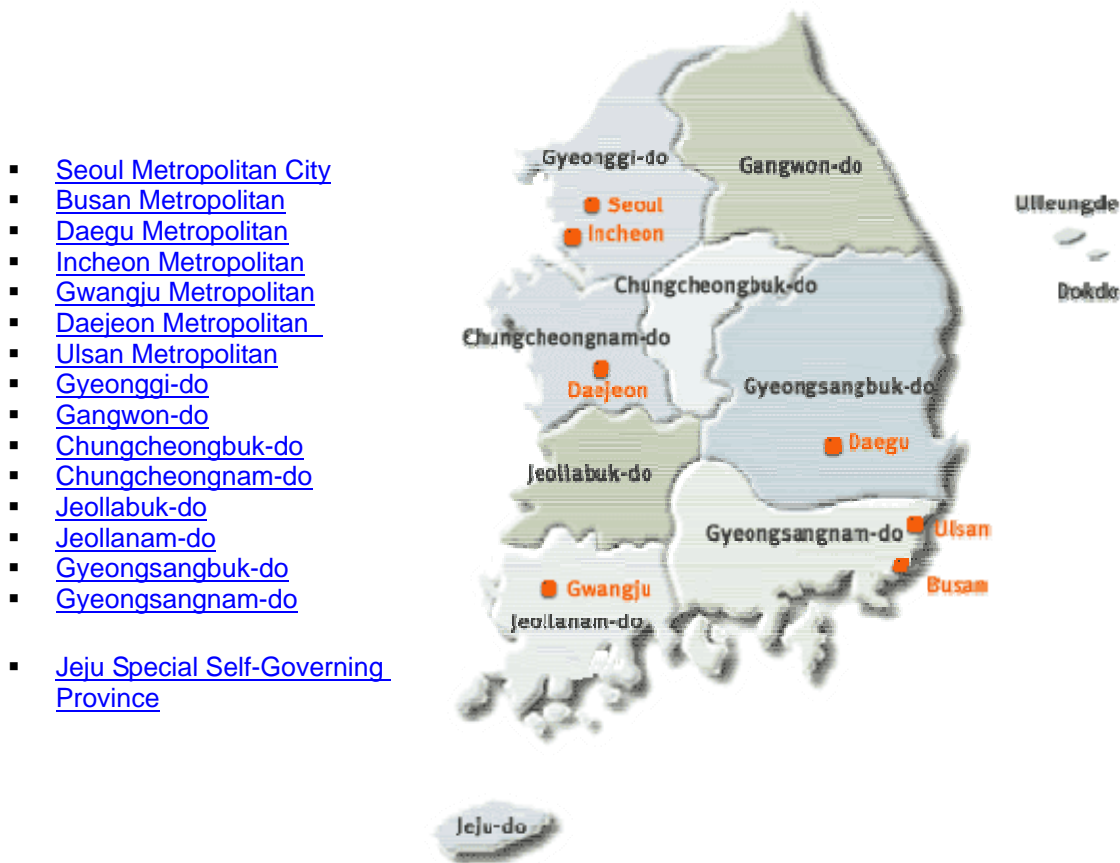 ▪ Seoul Metropolitan City
▪ Busan Metropolitan
▪ Daegu Metropolitan
▪ Incheon Metropolitan
▪ Gwangju Metropolitan
▪ Daejeon Metropolitan
▪ Ulsan Metropolitan
▪ Gyeonggi-do
▪ Gangwon-do
▪ Chungcheongbuk-do
▪ Chungcheongnam-do
▪ Jeollabuk-do
▪ Jeollanam-do
▪ Gyeongsangbuk-do
▪ Gyeongsangnam-do
▪ Jeju Special Self-Governing
Province
Gyeonggi-do
Gangwon-do
Seoul
Incheon
Ulleungdo
Dokdo
Chungcheongbuk-do
Chungcheongnam-do
Daejeon
Gyeongsangbuk-do
Daegu
Jeollabuk-do
Gyeongsangnam-do
Ulsan
Busan
Gwangju
Jeollanam-do
Jeju-do